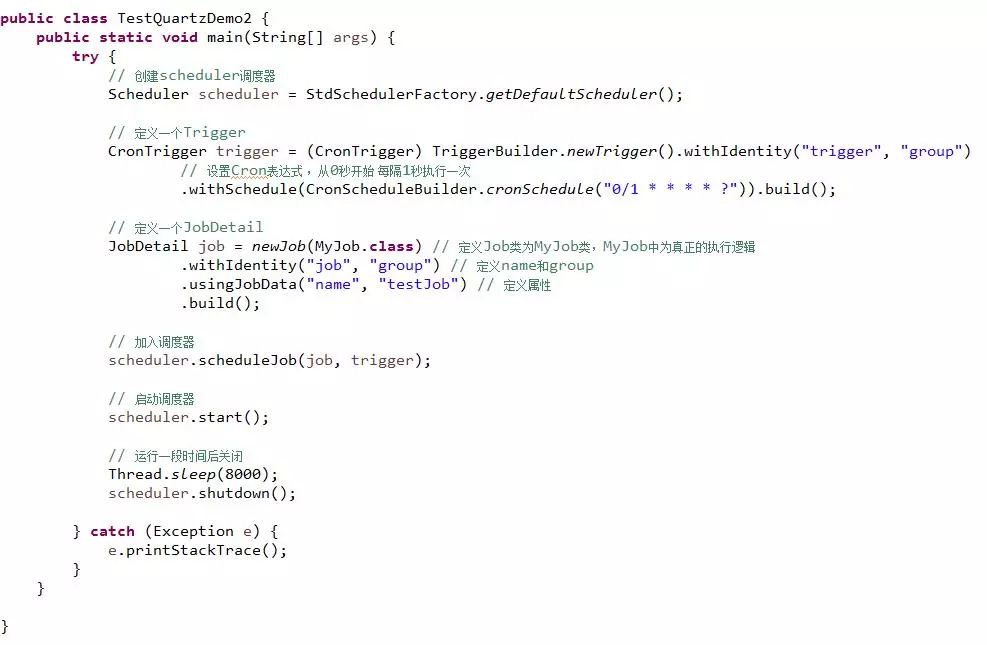 public class TestQuartzDemo2 {
public static void main(String[] args) {
try {
// 创建scheduler调度器
Scheduler scheduler = StdSchedulerFactory.getDefaultScheduler();
// 定义一个Trigger
CronTrigger trigger = (CronTrigger) TriggerBuilder.newTrigger().withIdentity("trigger", "group")
// 设置Cron表达式，从0秒开始 每隔1秒执行一次
.withSchedule(CronScheduleBuilder.cronSchedule("0/1 * * * * ?")).build();
// 定义一个JobDetail
JobDetail job = newJob(MyJob.class) // 定义Job类为MyJob类，MyJob中为真正的执行逻辑
.withIdentity("job", "group") // 定义name和group
.usingJobData("name", "testJob") // 定义属性
.build();
// 加入调度器
scheduler.scheduleJob(job, trigger);
// 启动调度器
scheduler.start();
// 运行一段时间后关闭
Thread.sleep(8000);
scheduler.shutdown();
} catch (Exception e) {
e.printStackTrace();
}
}
}